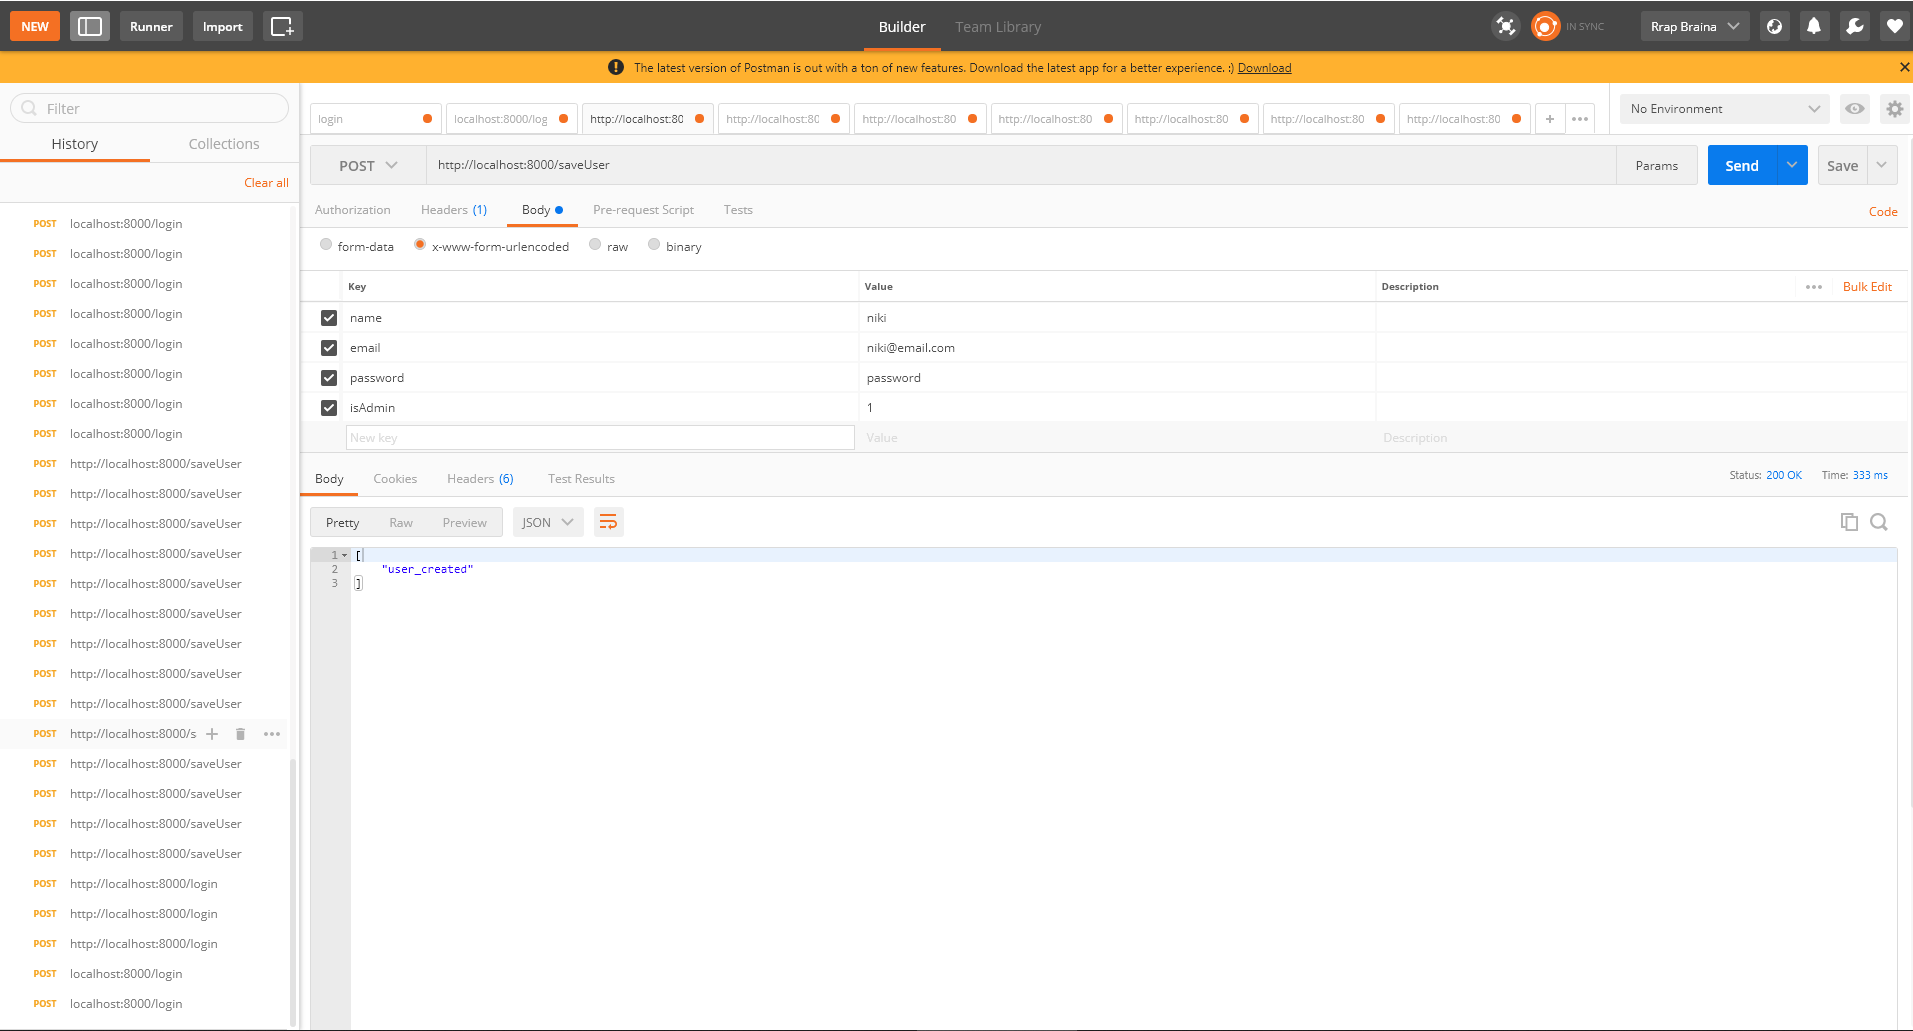 NEW Runner Import Builder Team Library IN SYNC Rrap Braina
The latest version of Postman is out with a ton of new features. Download the latest app for a better experience. :) Download
Filter
History Collections
Clear all
POST localhost:8000/login
POST localhost:8000/login
POST localhost:8000/login
POST localhost:8000/login
POST localhost:8000/login
POST localhost:8000/login
POST localhost:8000/login
POST localhost:8000/login
POST http://localhost:8000/saveUser
POST http://localhost:8000/saveUser
POST http://localhost:8000/saveUser
POST http://localhost:8000/saveUser
POST http://localhost:8000/saveUser
POST http://localhost:8000/saveUser
POST http://localhost:8000/saveUser
POST http://localhost:8000/saveUser
POST http://localhost:8000/saveUser
POST http://localhost:8000/s
POST http://localhost:8000/saveUser
POST http://localhost:8000/saveUser
POST http://localhost:8000/saveUser
POST http://localhost:8000/saveUser
POST http://localhost:8000/login
POST http://localhost:8000/login
POST http://localhost:8000/login
POST localhost:8000/login
POST localhost:8000/login
login localhost:8000/log http://localhost:80 http://localhost:80 http://localhost:80 http://localhost:80 http://localhost:80 http://localhost:80 http://localhost:80 No Environment
POST http://localhost:8000/saveUser Params Send Save
Authorization Headers (1) Body Pre-request Script Tests Code
form-data x-www-form-urlencoded raw binary
Key Value Description Bulk Edit
name niki
email niki@email.com
password password
isAdmin 1
New key Value Description
Body Cookies Headers (6) Test Results Status: 200 OK Time: 333 ms
Pretty Raw Preview JSON
1 [
2 "user_created"
3 ]